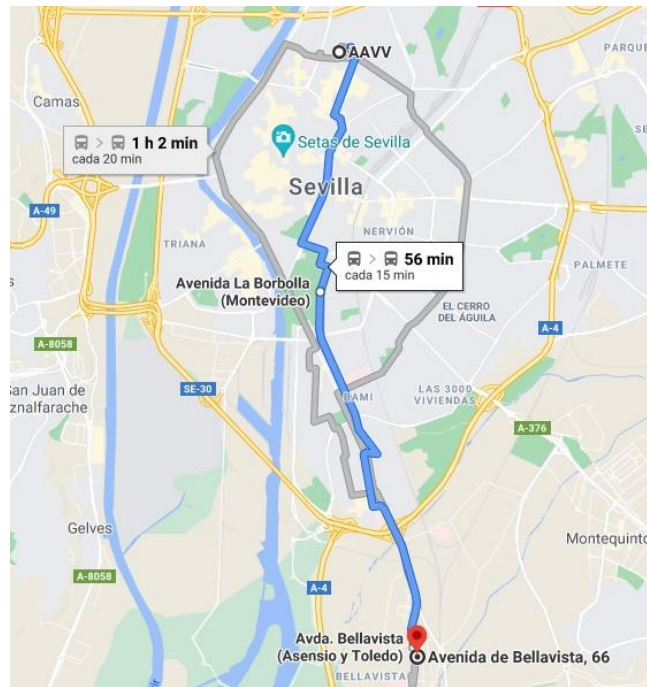 AAVV
PARQUE
Camas
1 h 2 min
cada 20 min
Setas de Sevilla
Sevilla
A-49
NERVIÓN
TRIANA
56 min
cada 15 min
PALMETE
Avenida La Borbolla
(Montevideo)
EL CERRO
DEL ÁGUILA
A-4
A-8058
SE-30
San Juan de
znalfarache
BAMI
LAS 3000
VIVIENDAS
A-376
Gelves
Montequinto
A-8058
A-4
Avda. Bellavista
(Asensio y Toledo)
Avenida de Bellavista, 66
BELLAVISTA